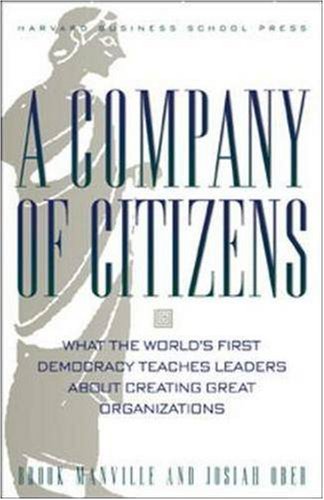 HARVARD BUSINESS SCHOOL PRESS
A COMPANY
OF CITIZENS
WHAT THE WORLD'S FIRST
DEMOCRACY TEACHES LEADERS
ABOUT CREATING GREAT
ORGANIZATIONS
BROOK MANVILLE AND JOSIAH OBER